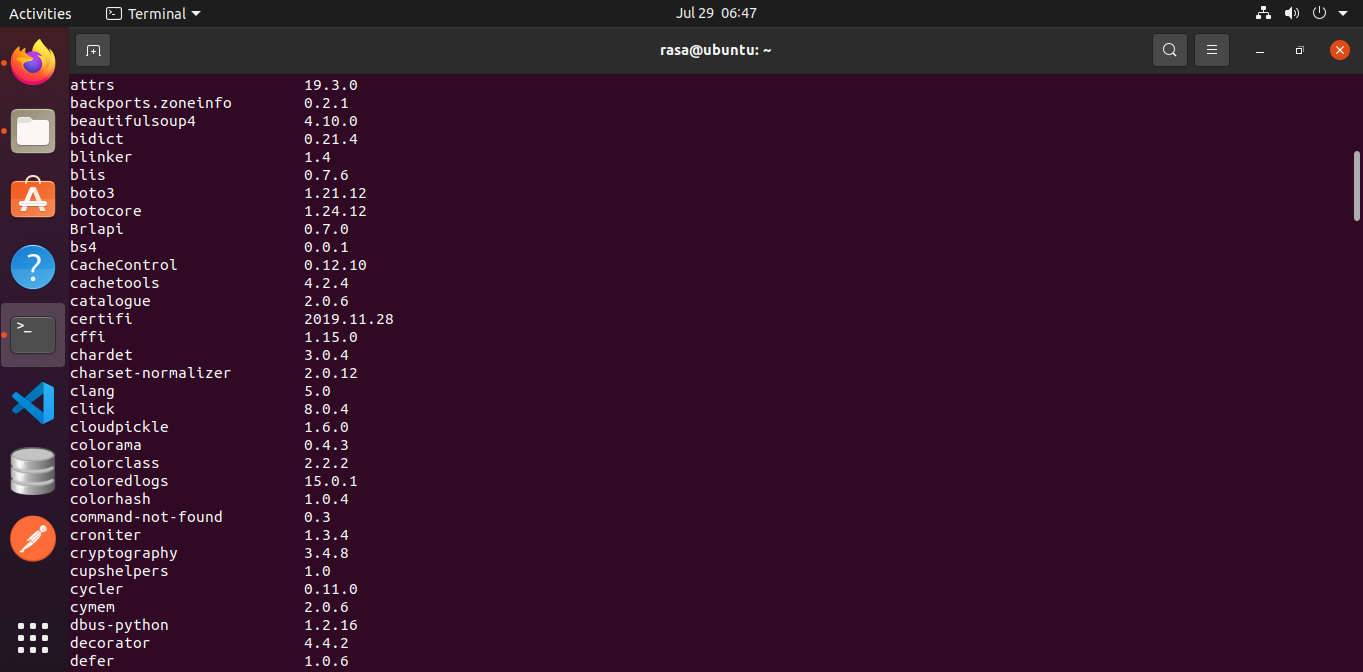 Activities Terminal Jul 29 06:47
rasa@ubuntu: ~
attrs 19.3.0
backports.zoneinfo 0.2.1
beautifulsoup4 4.10.0
bidict 0.21.4
blinker 1.4
blis 0.7.6
boto3 1.21.12
botocore 1.24.12
Brlapi 0.7.0
bs4 0.0.1
CacheControl 0.12.10
cachetools 4.2.4
catalogue 2.0.6
certifi 2019.11.28
cffi 1.15.0
chardet 3.0.4
charset-normalizer 2.0.12
clang 5.0
click 8.0.4
cloudpickle 1.6.0
colorama 0.4.3
colorclass 2.2.2
coloredlogs 15.0.1
colorhash 1.0.4
command-not-found 0.3
croniter 1.3.4
cryptography 3.4.8
cupshelpers 1.0
cycler 0.11.0
cymem 2.0.6
dbus-python 1.2.16
decorator 4.4.2
defer 1.0.6